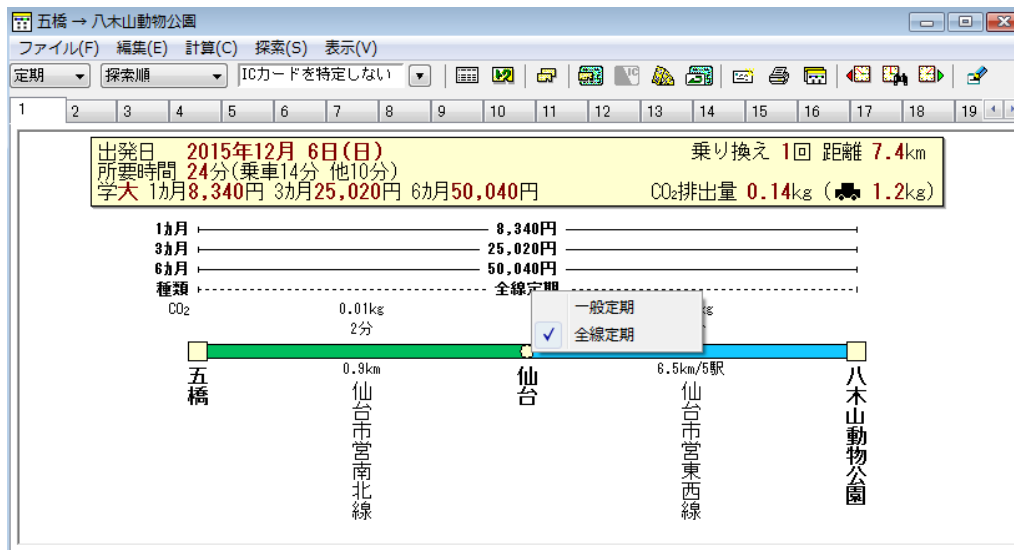 五橋 → 八木山動物公園
ファイル(F) 編集(E) 計算(C) 探索(S) 表示(V)
定期 探索順 ICカードを特定しない
1 2 3 4 5 6 7 8 9 10 11 12 13 14 15 16 17 18 19
出発日 2015年12月 6日(日) 乗り換え 1回 距離 7.4km
所要時間 24分(乗車14分 他10分)
学大 1ｶ月8,340円 3ｶ月25,020円 6ｶ月50,040円 CO2排出量 0.14kg ( 1.2kg)
1ｶ月 8,340円
3ｶ月 25,020円
6ｶ月 50,040円
種類 全線定期
一般定期
全線定期
CO2 0.01kg
2分
0.9km 6.5km/5駅
五橋
仙台市営南北線
仙台
仙台市営東西線
八木山動物公園